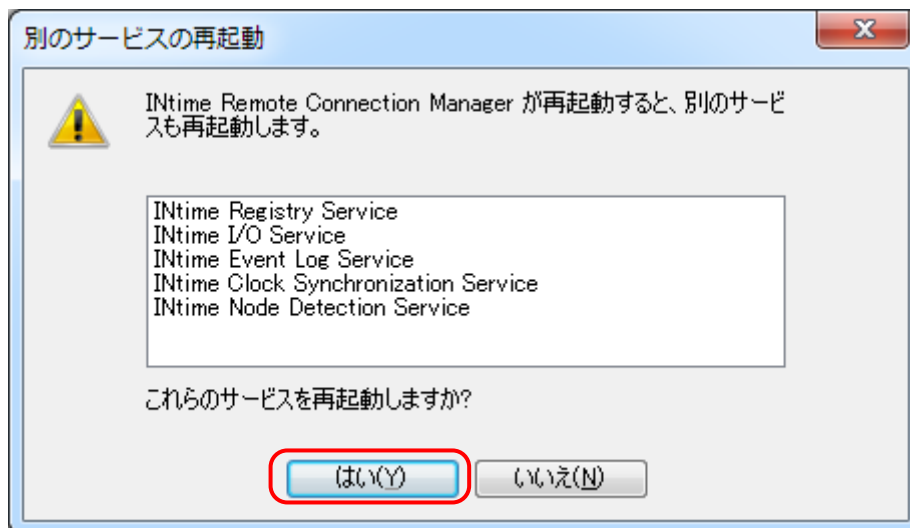 別のサービスの再起動
INtime Remote Connection Manager が再起動すると、別のサービ
スも再起動します。
INtime Registry Service
INtime I/O Service
INtime Event Log Service
INtime Clock Synchronization Service
INtime Node Detection Service
これらのサービスを再起動しますか?
はい(Y) いいえ(N)